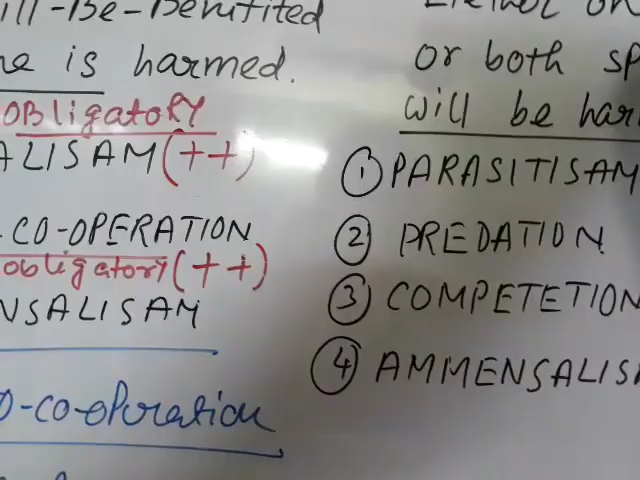 ill-Be-Benifited
ne is harmed.
OBligatoRY
ALISAM (++)
CO-OPERATION
obligatory (++)
NSALISAM
O-CO-OPeration
or both sp
will be har
① PARASITISAM
② PREDATION
③ COMPETETION
④ AMMENSALISA